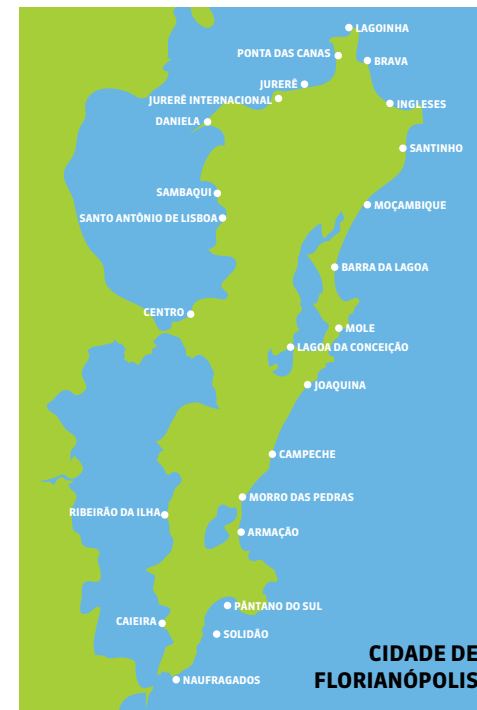 LAGOINHA
PONTA DAS CANAS
BRAVA
JURERÊ
JURERÊ INTERNACIONAL
INGLESES
DANIELA
SANTINHO
SAMBAQUI
MOÇAMBIQUE
SANTO ANTÔNIO DE LISBOA
BARRA DA LAGOA
CENTRO
MOLE
LAGOA DA CONCEIÇÃO
JOAQUINA
CAMPECHE
MORRO DAS PEDRAS
RIBEIRÃO DA ILHA
ARMAÇÃO
PÂNTANO DO SUL
CAIEIRA
SOLIDÃO
CIDADE DE
FLORIANÓPOLIS
NAUFRAGADOS